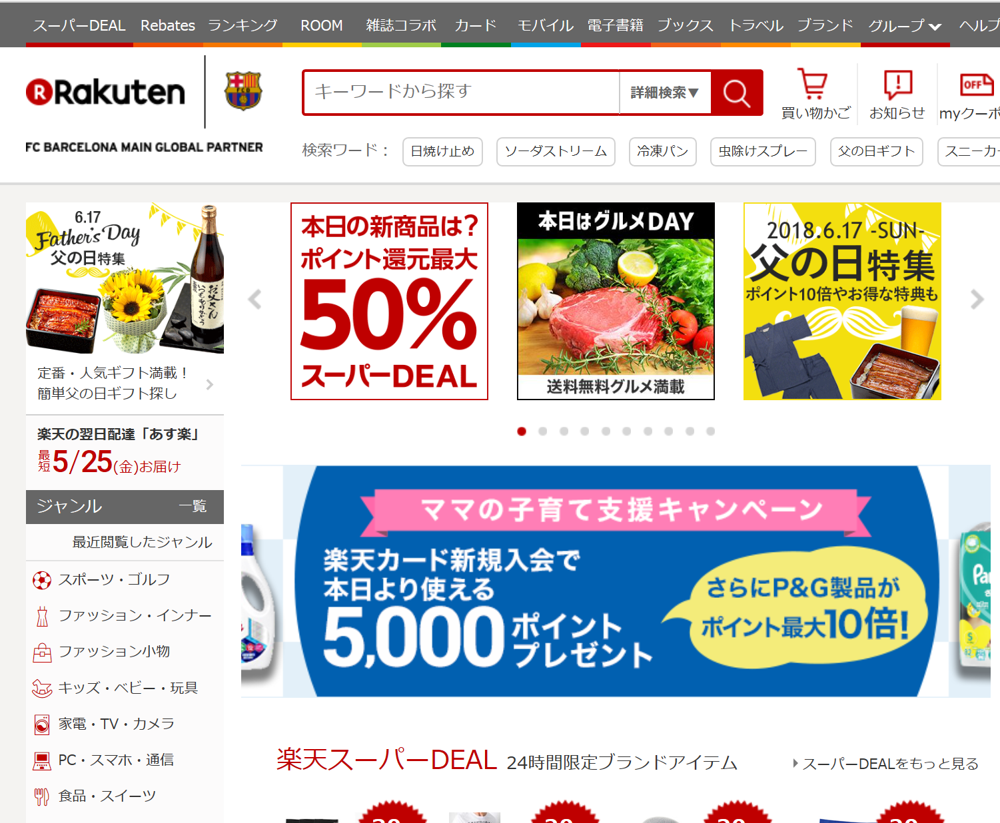 スーパーDEAL Rebates ランキング ROOM 雑誌コラボ カード モバイル 電子書籍 ブックス トラベル ブランド グループ ヘルプ
Rakuten
FC BARCELONA MAIN GLOBAL PARTNER
キーワードから探す 詳細検索▼
買い物かご お知らせ OFF myクーポ
検索ワード： 日焼け止め ソーダストリーム 冷凍パン 虫除けスプレー 父の日ギフト スニーカー
6.17
Father's Day
父の日特集
お父さん
いつもありがとう
定番・人気ギフト満載！
簡単父の日ギフト探し
本日の新商品は？
ポイント還元最大
50%
スーパーDEAL
本日はグルメDAY
送料無料グルメ満載
2018.6.17 -SUN-
父の日特集
ポイント10倍やお得な特典も
楽天の翌日配達「あす楽」
最短5/25(金)お届け
ジャンル 一覧
最近閲覧したジャンル
スポーツ・ゴルフ
ファッション・インナー
ファッション小物
キッズ・ベビー・玩具
家電・TV・カメラ
PC・スマホ・通信
食品・スイーツ
ママの子育て支援キャンペーン
楽天カード新規入会で
本日より使える
5,000ポイント
プレゼント
さらにP&G製品が
ポイント最大10倍!
Pa
S
楽天スーパーDEAL 24時間限定ブランドアイテム スーパーDEALをもっと見る